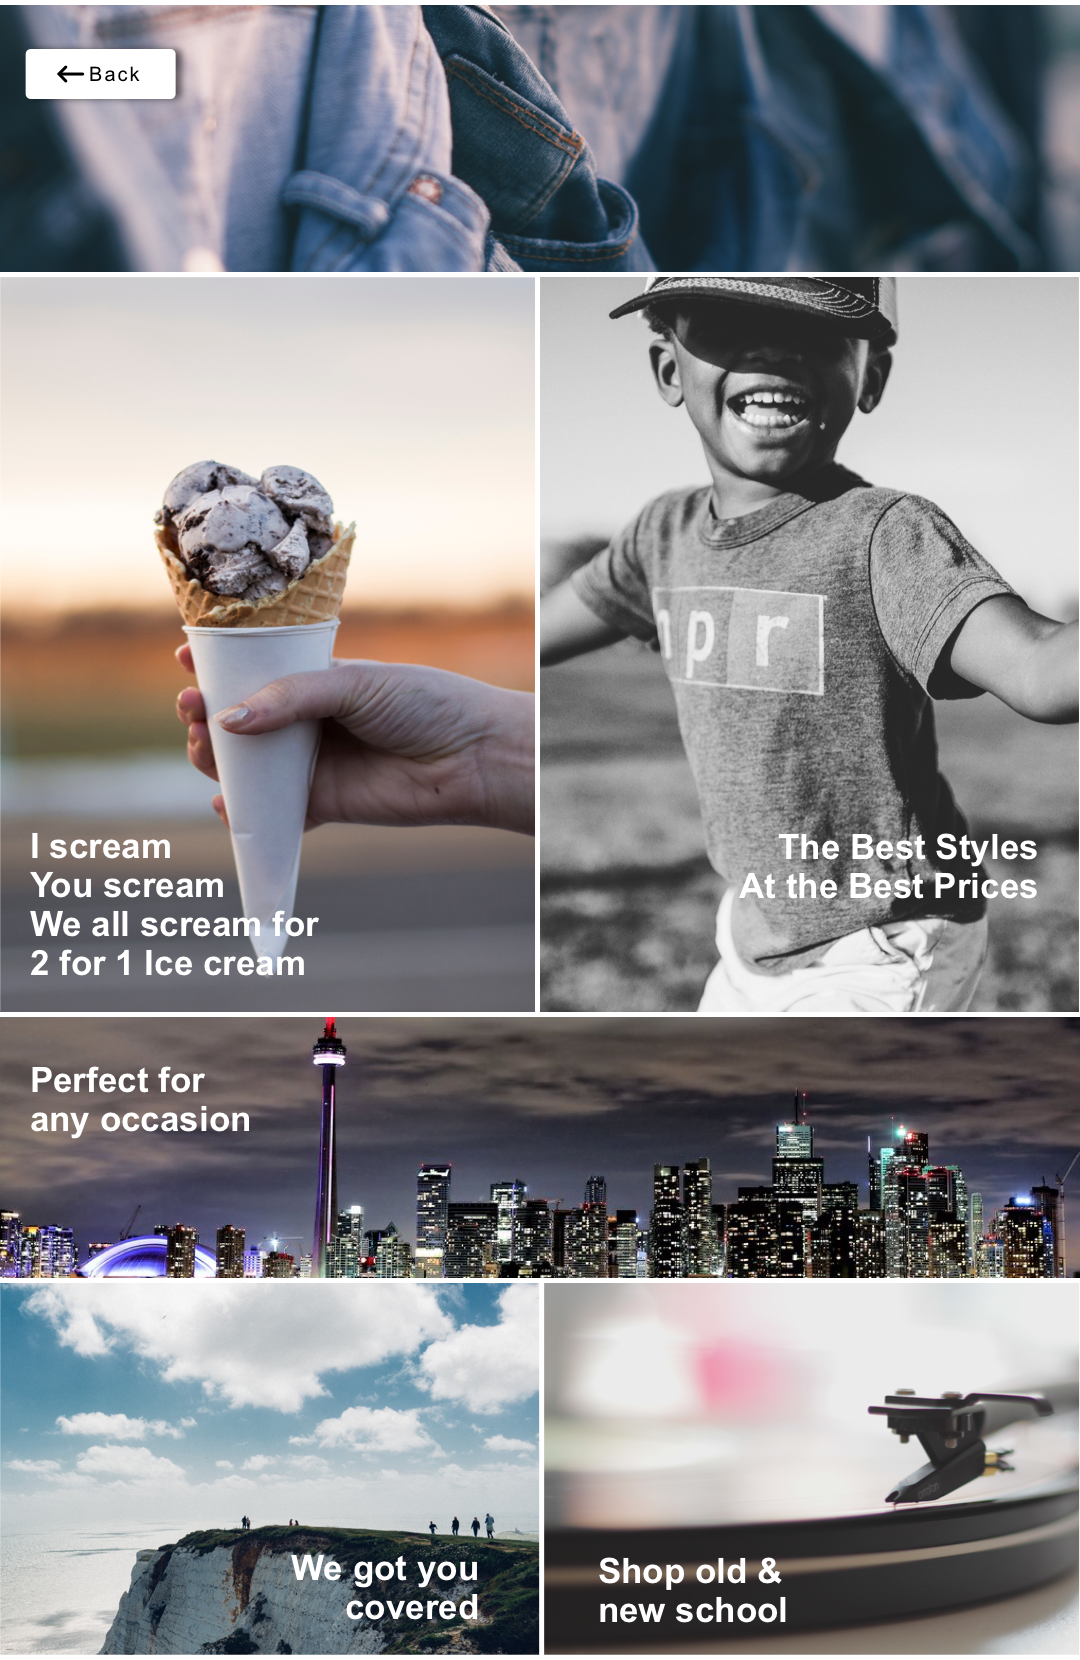 Back
I scream
You scream
We all scream for
2 for 1 Ice cream
npr
The Best Styles
At the Best Prices
Perfect for
any occasion
We got you
covered
Shop old &
new school